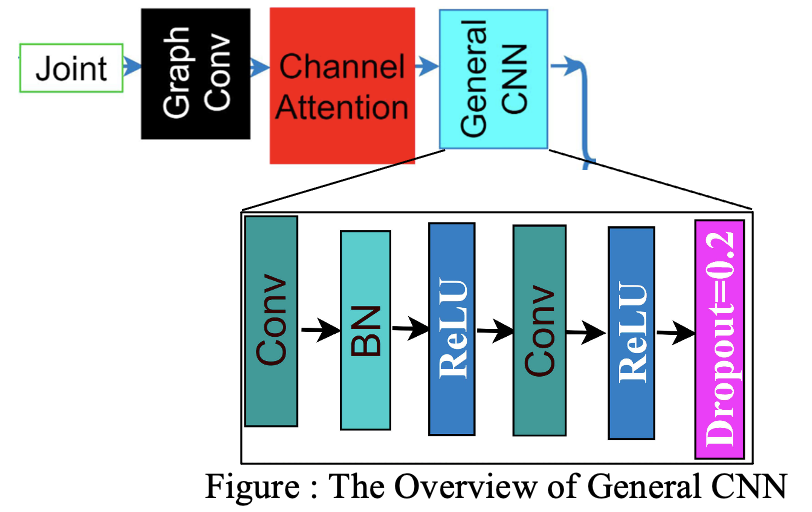 Joint
Graph
Conv
Channel
Attention
General
CNN
Conv
BN
ReLU
Conv
ReLU
Dropout=0.2
Figure : The Overview of General CNN